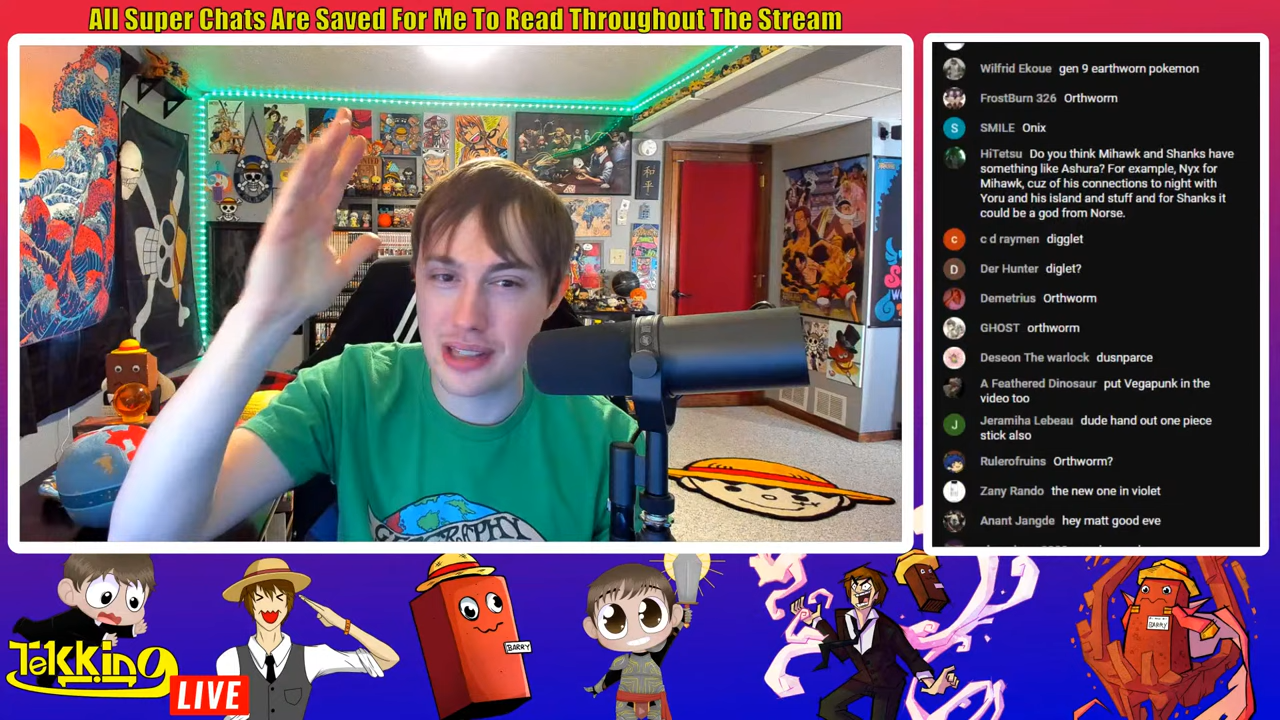 All Super Chats Are Saved For Me To Read Throughout The Stream
Wilfrid Ekoue gen 9 earthworn pokemon
FrostBurn 326 Orthworm
S SMILE Onix
HiTetsu Do you think Mihawk and Shanks have
something like Ashura? For example, Nyx for
Mihawk, cuz of his connections to night with
Yoru and his island and stuff and for Shanks it
could be a god from Norse.
c c d raymen digglet
D Der Hunter diglet?
Demetrius Orthworm
GHOST orthworm
Deseon The warlock dusnparce
A Feathered Dinosaur put Vegapunk in the
video too
J Jeramiha Lebeau dude hand out one piece
stick also
Rulerofruins Orthworm?
Zany Rando the new one in violet
Anant Jangde hey matt good eve
和
平
WANTED
GEOGRAPHY
BARRY
BARRY
TeKKinG
LIVE